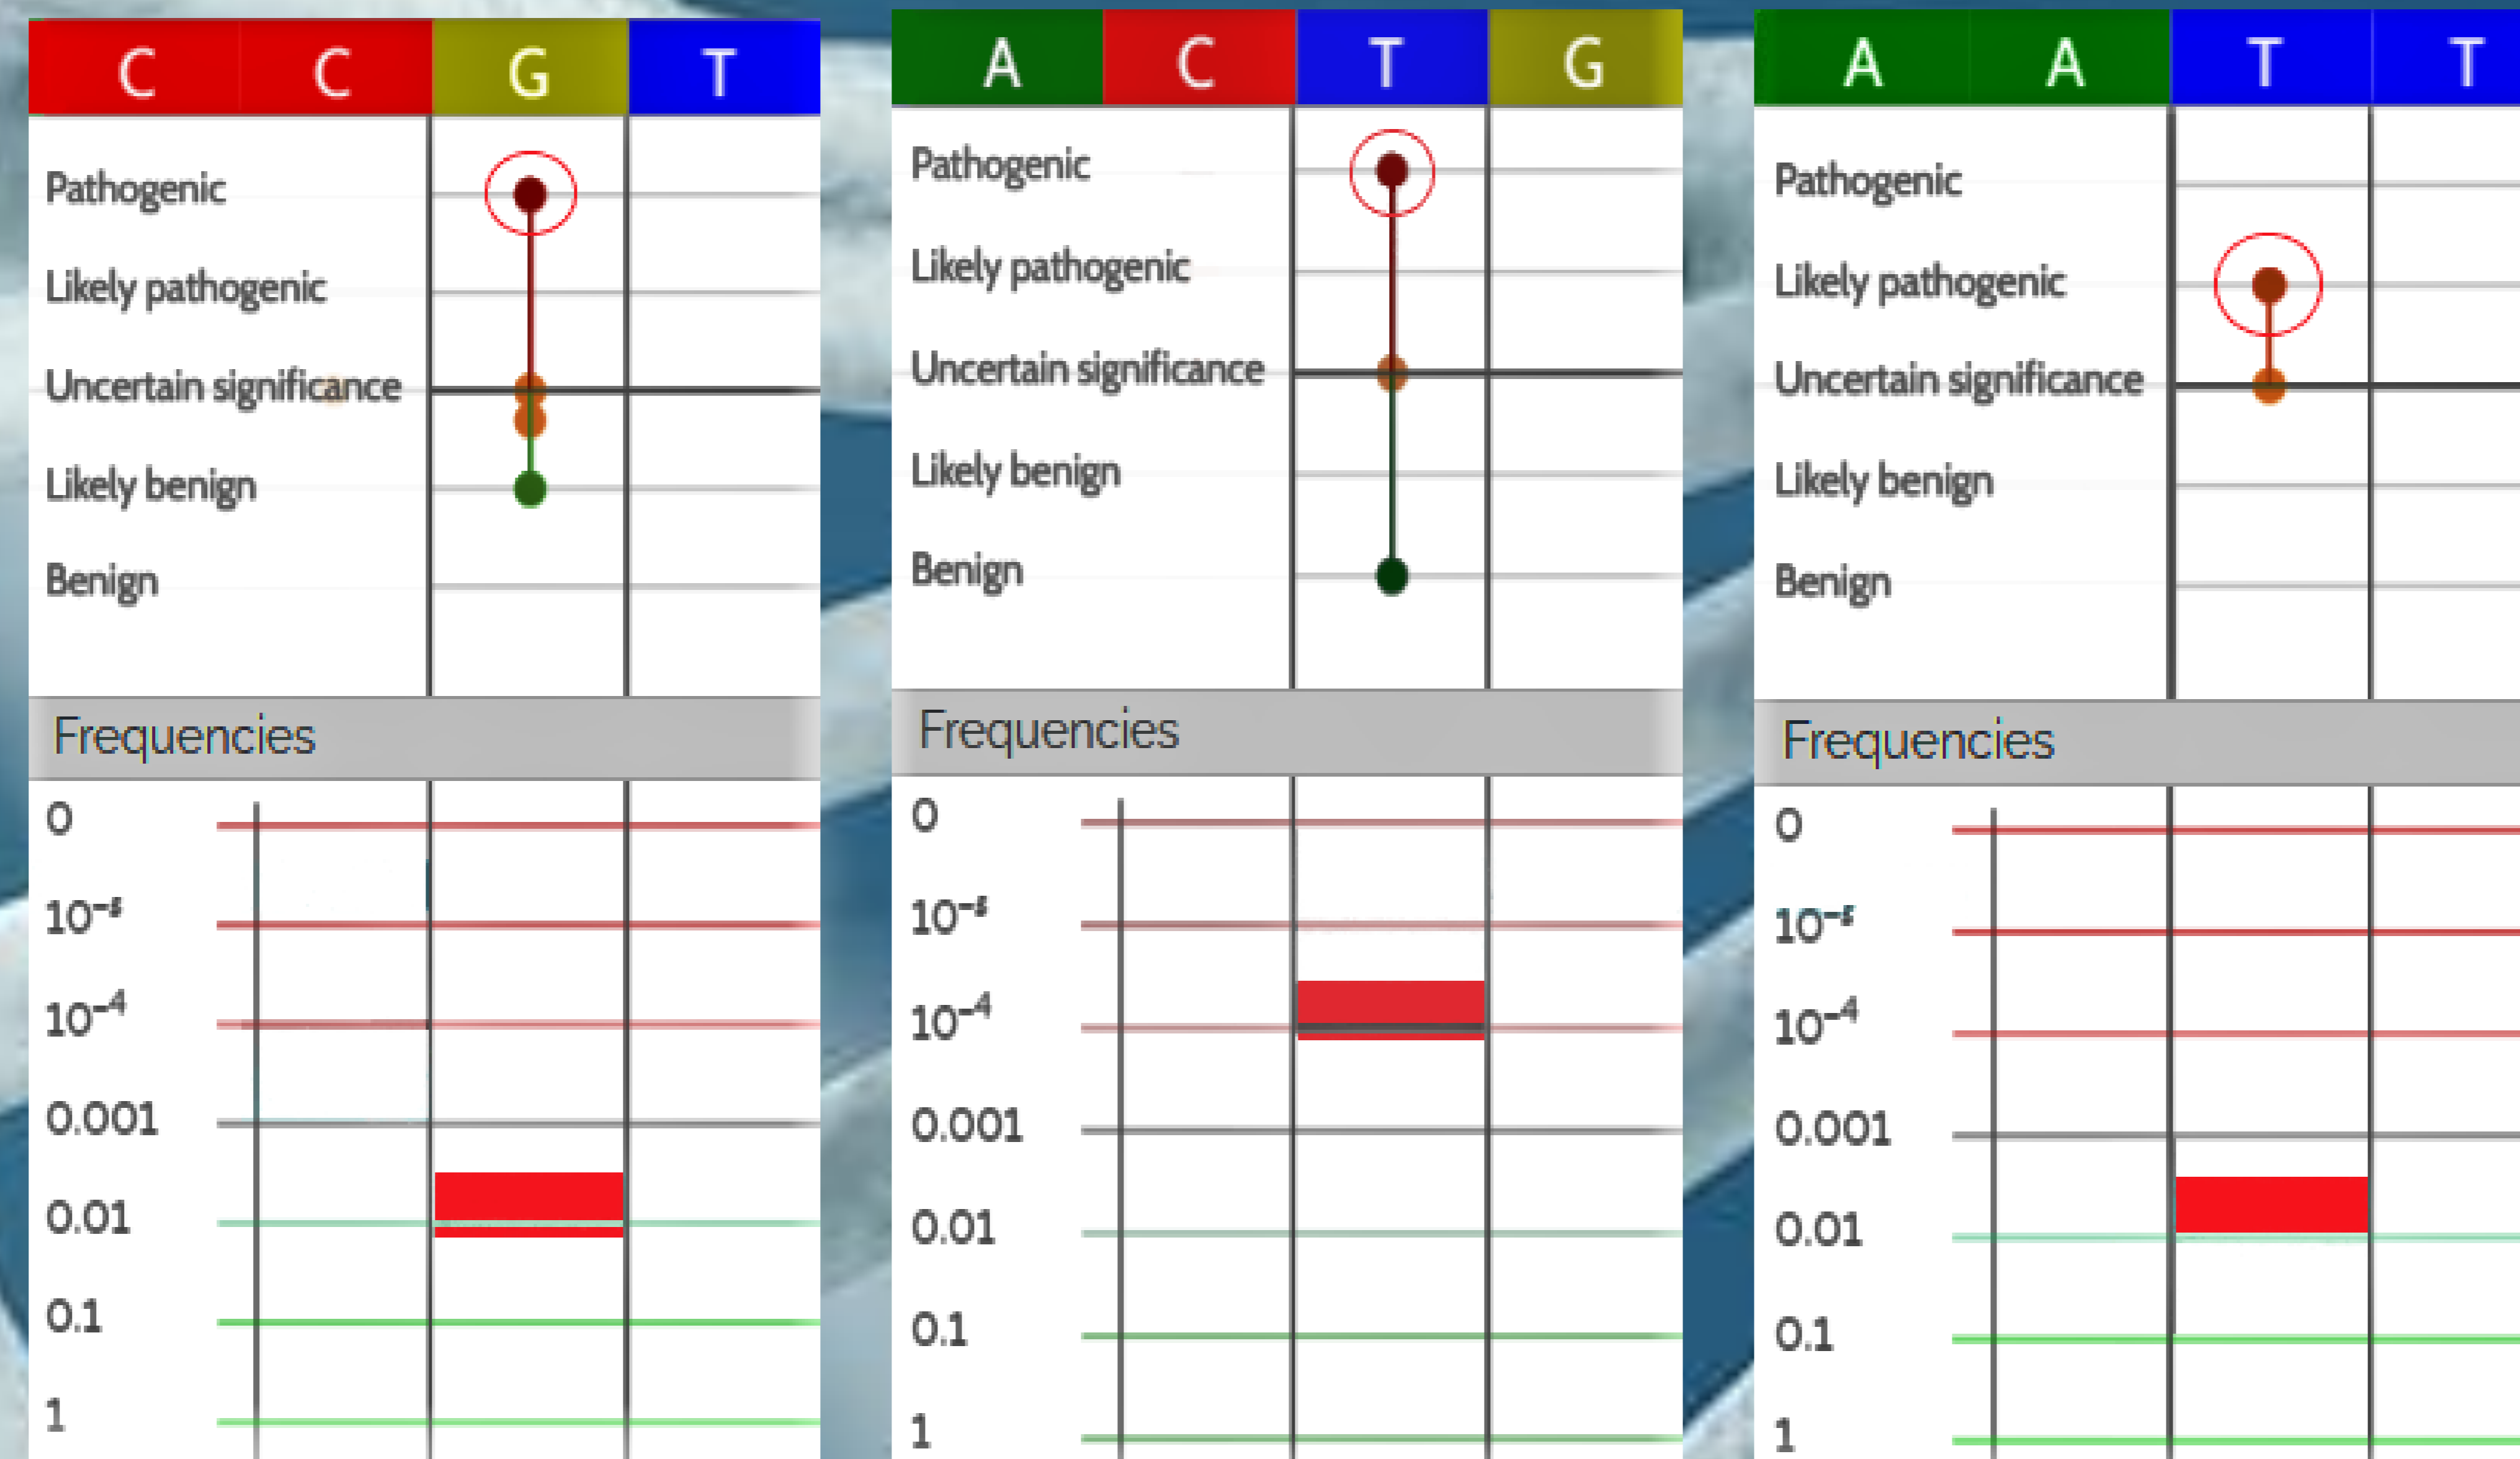 C C G T
Pathogenic
Likely pathogenic
Uncertain significance
Likely benign
Benign
Frequencies
0
10⁻⁵
10⁻⁴
0.001
0.01
0.1
1
A C T G
Pathogenic
Likely pathogenic
Uncertain significance
Likely benign
Benign
Frequencies
0
10⁻⁵
10⁻⁴
0.001
0.01
0.1
1
A A T T
Pathogenic
Likely pathogenic
Uncertain significance
Likely benign
Benign
Frequencies
0
10⁻⁵
10⁻⁴
0.001
0.01
0.1
1